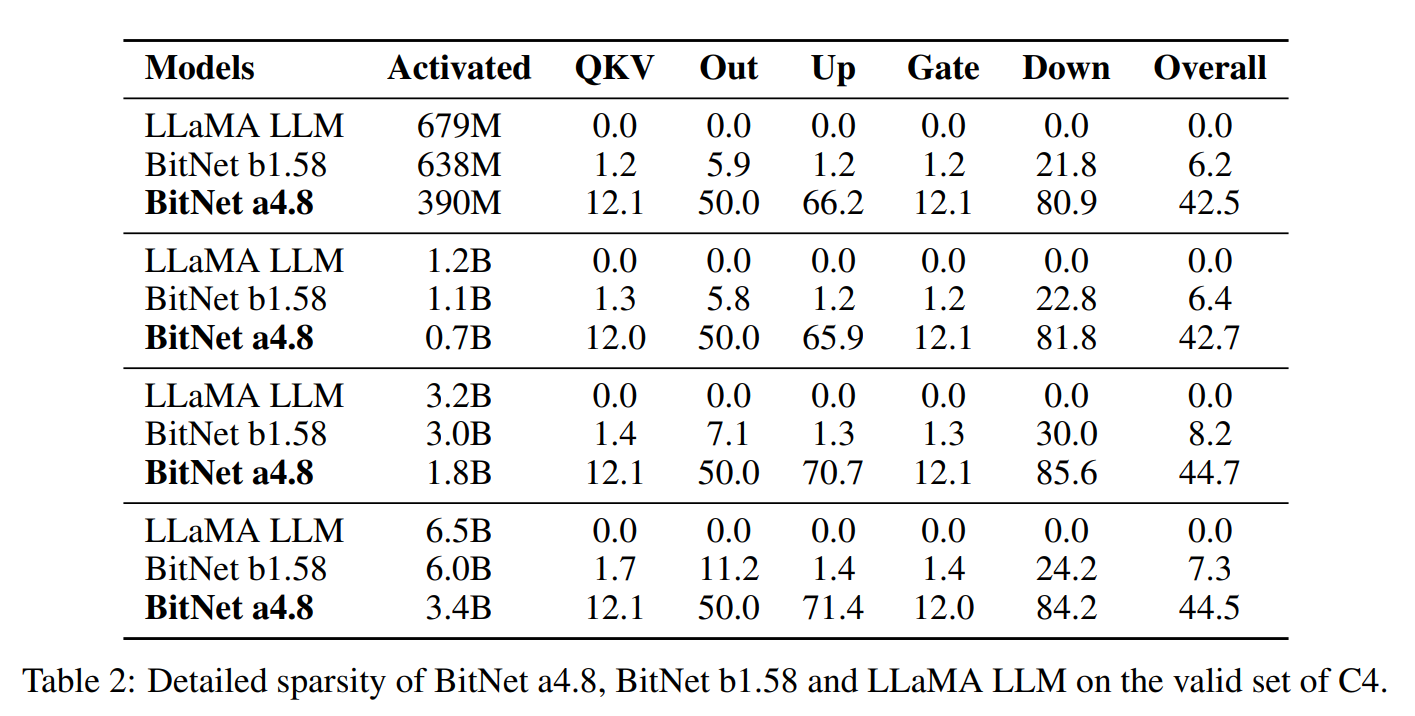 Models Activated QKV Out Up Gate Down Overall
LLaMA LLM 679M 0.0 0.0 0.0 0.0 0.0 0.0
BitNet b1.58 638M 1.2 5.9 1.2 1.2 21.8 6.2
BitNet a4.8 390M 12.1 50.0 66.2 12.1 80.9 42.5
LLaMA LLM 1.2B 0.0 0.0 0.0 0.0 0.0 0.0
BitNet b1.58 1.1B 1.3 5.8 1.2 1.2 22.8 6.4
BitNet a4.8 0.7B 12.0 50.0 65.9 12.1 81.8 42.7
LLaMA LLM 3.2B 0.0 0.0 0.0 0.0 0.0 0.0
BitNet b1.58 3.0B 1.4 7.1 1.3 1.3 30.0 8.2
BitNet a4.8 1.8B 12.1 50.0 70.7 12.1 85.6 44.7
LLaMA LLM 6.5B 0.0 0.0 0.0 0.0 0.0 0.0
BitNet b1.58 6.0B 1.7 11.2 1.4 1.4 24.2 7.3
BitNet a4.8 3.4B 12.1 50.0 71.4 12.0 84.2 44.5
Table 2: Detailed sparsity of BitNet a4.8, BitNet b1.58 and LLaMA LLM on the valid set of C4.